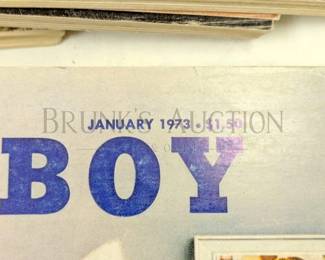 JANUARY 1973 • $1.50
BRUNK'S AUCTION
BOY